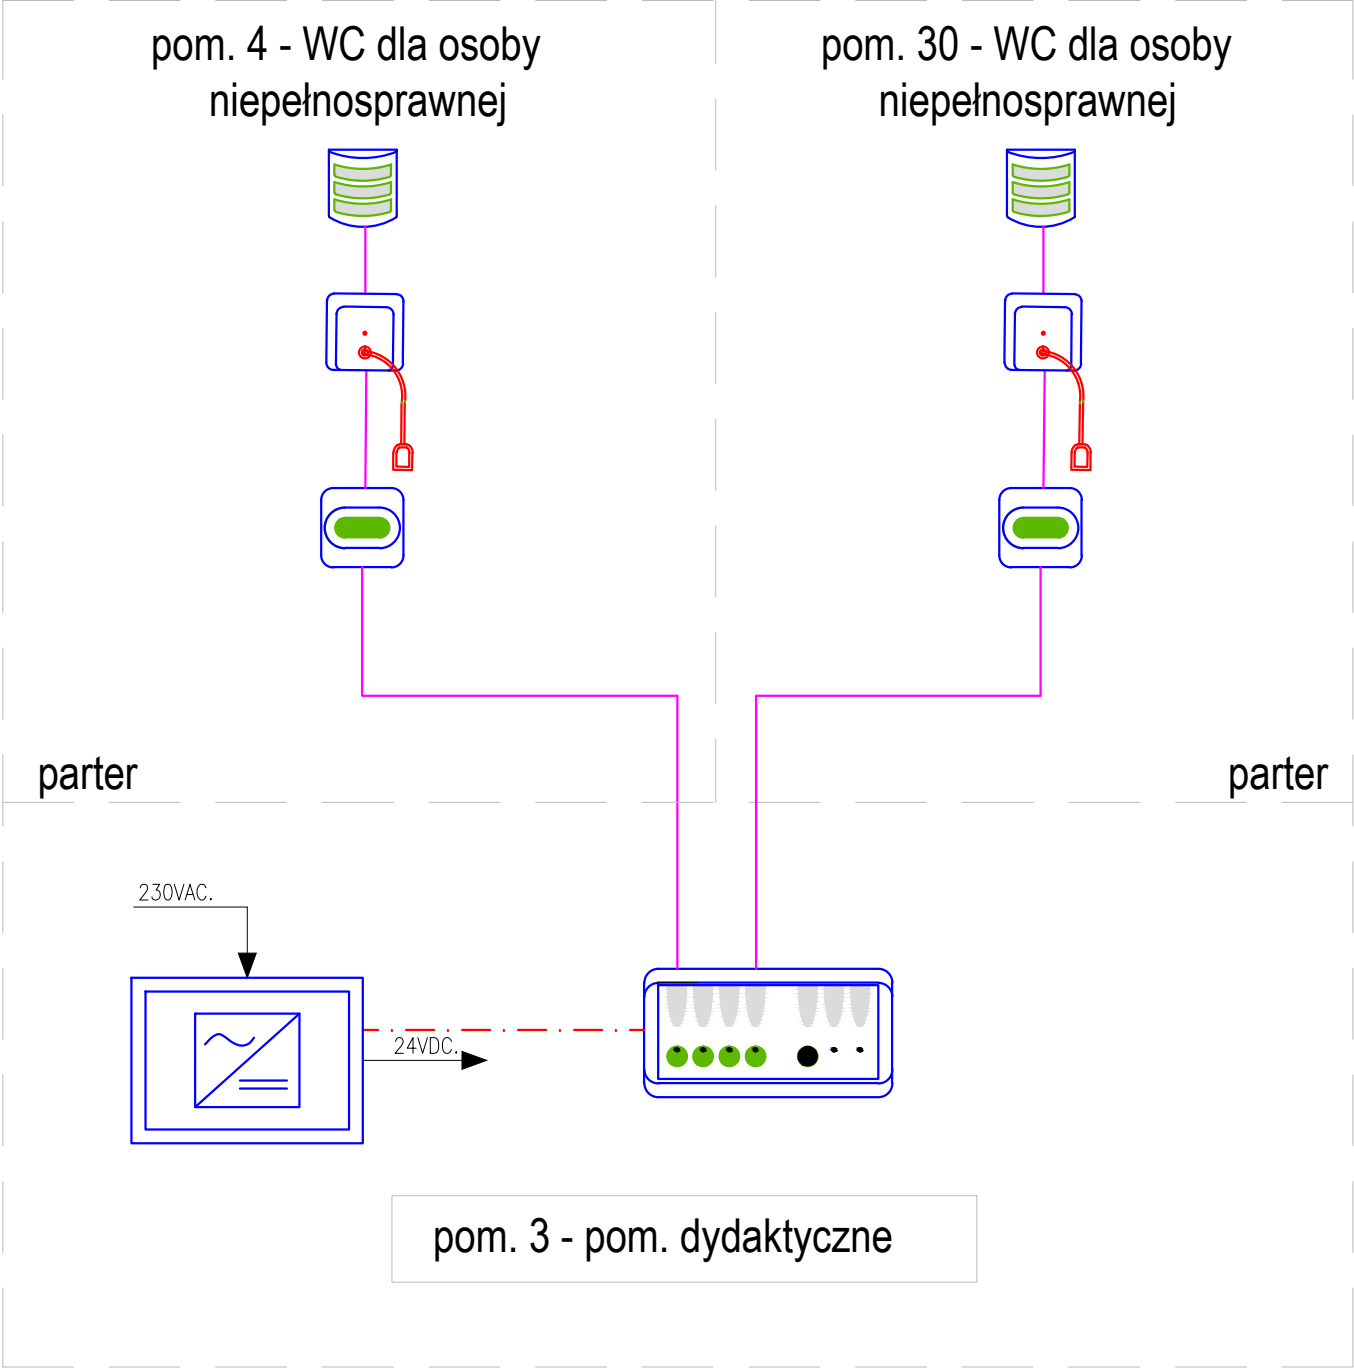 pom. 4 - WC dla osoby
niepełnosprawnej
pom. 30 - WC dla osoby
niepełnosprawnej
parter
parter
230VAC.
24VDC.
pom. 3 - pom. dydaktyczne